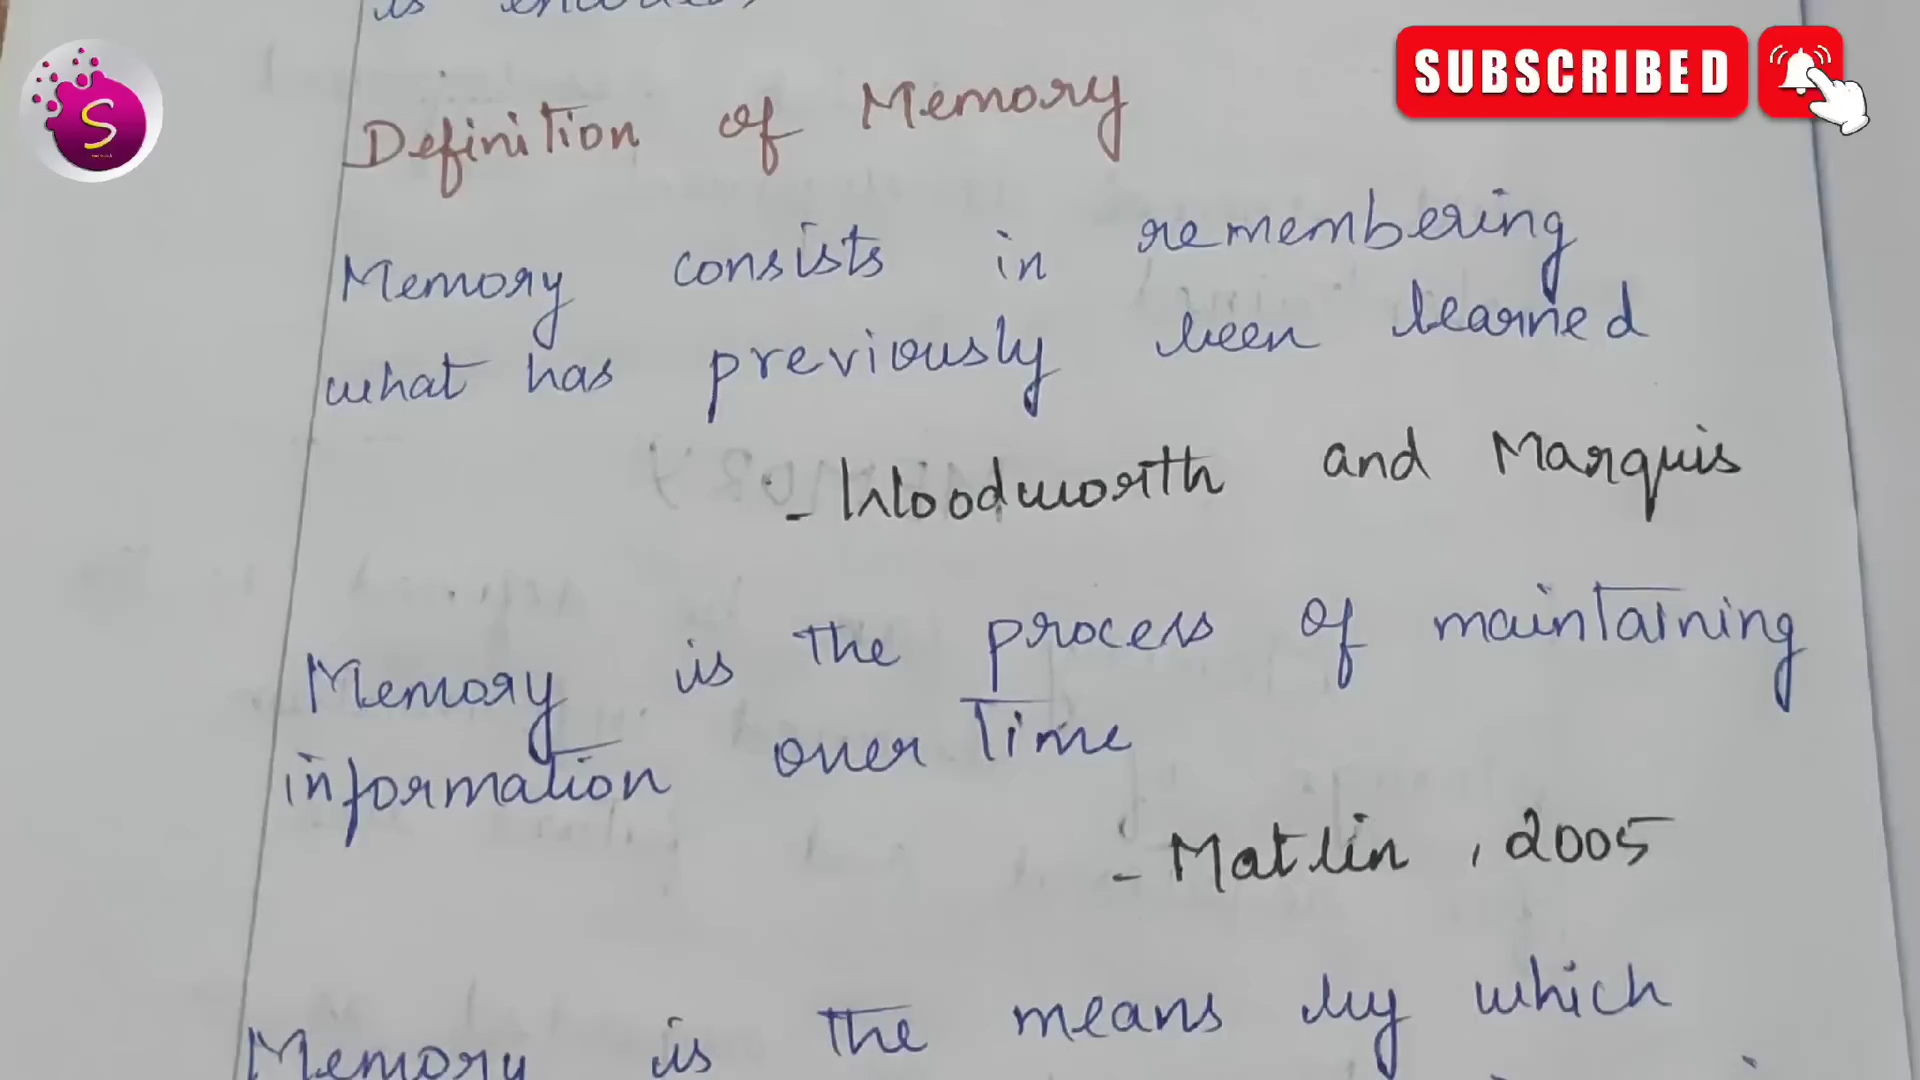 is
SUBSCRIBED
S
Definition of Memory
Memory consists in remembering
what has previously been learned
- Woodworth and Marquis
Memory is the process of maintaining
information over time
- Matlin , 2005
Memory is the means by which